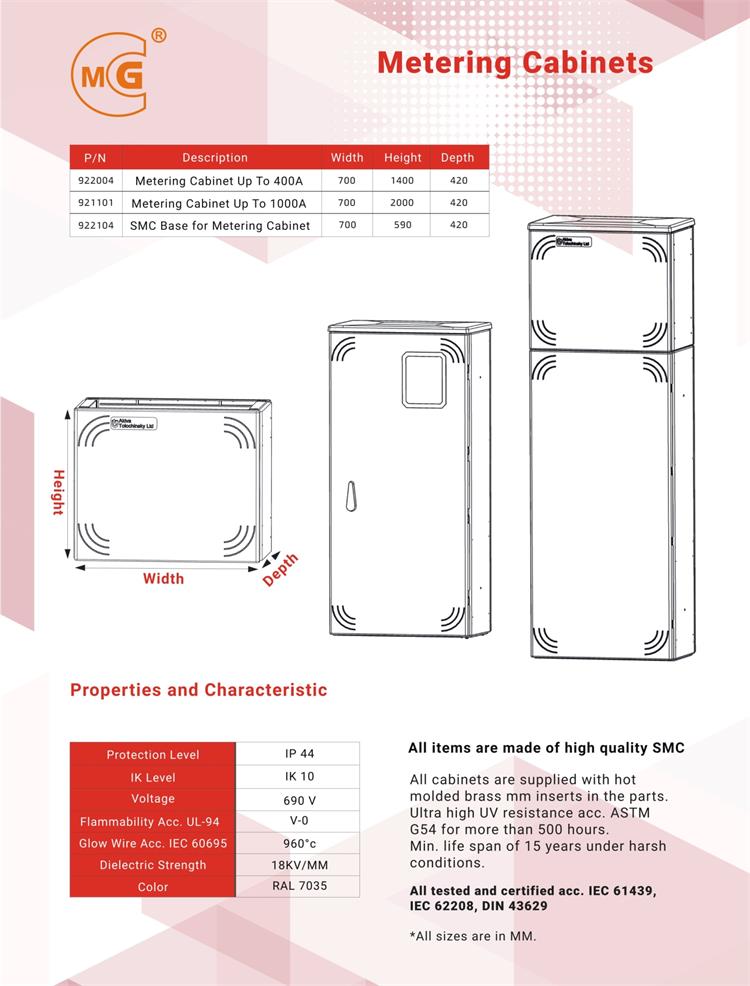 MCG®
Metering Cabinets
P/N Description Width Height Depth
922004 Metering Cabinet Up To 400A 700 1400 420
921101 Metering Cabinet Up To 1000A 700 2000 420
922104 SMC Base for Metering Cabinet 700 590 420
Akiva
Tolochinsky Ltd
Akiva
Tolochinsky Ltd
Height
Width
Depth
Properties and Characteristic
Protection Level IP 44
IK Level IK 10
Voltage 690 V
Flammability Acc. UL-94 V-0
Glow Wire Acc. IEC 60695 960°c
Dielectric Strength 18KV/MM
Color RAL 7035
All items are made of high quality SMC
All cabinets are supplied with hot
molded brass mm inserts in the parts.
Ultra high UV resistance acc. ASTM
G54 for more than 500 hours.
Min. life span of 15 years under harsh
conditions.
All tested and certified acc. IEC 61439,
IEC 62208, DIN 43629
*All sizes are in MM.